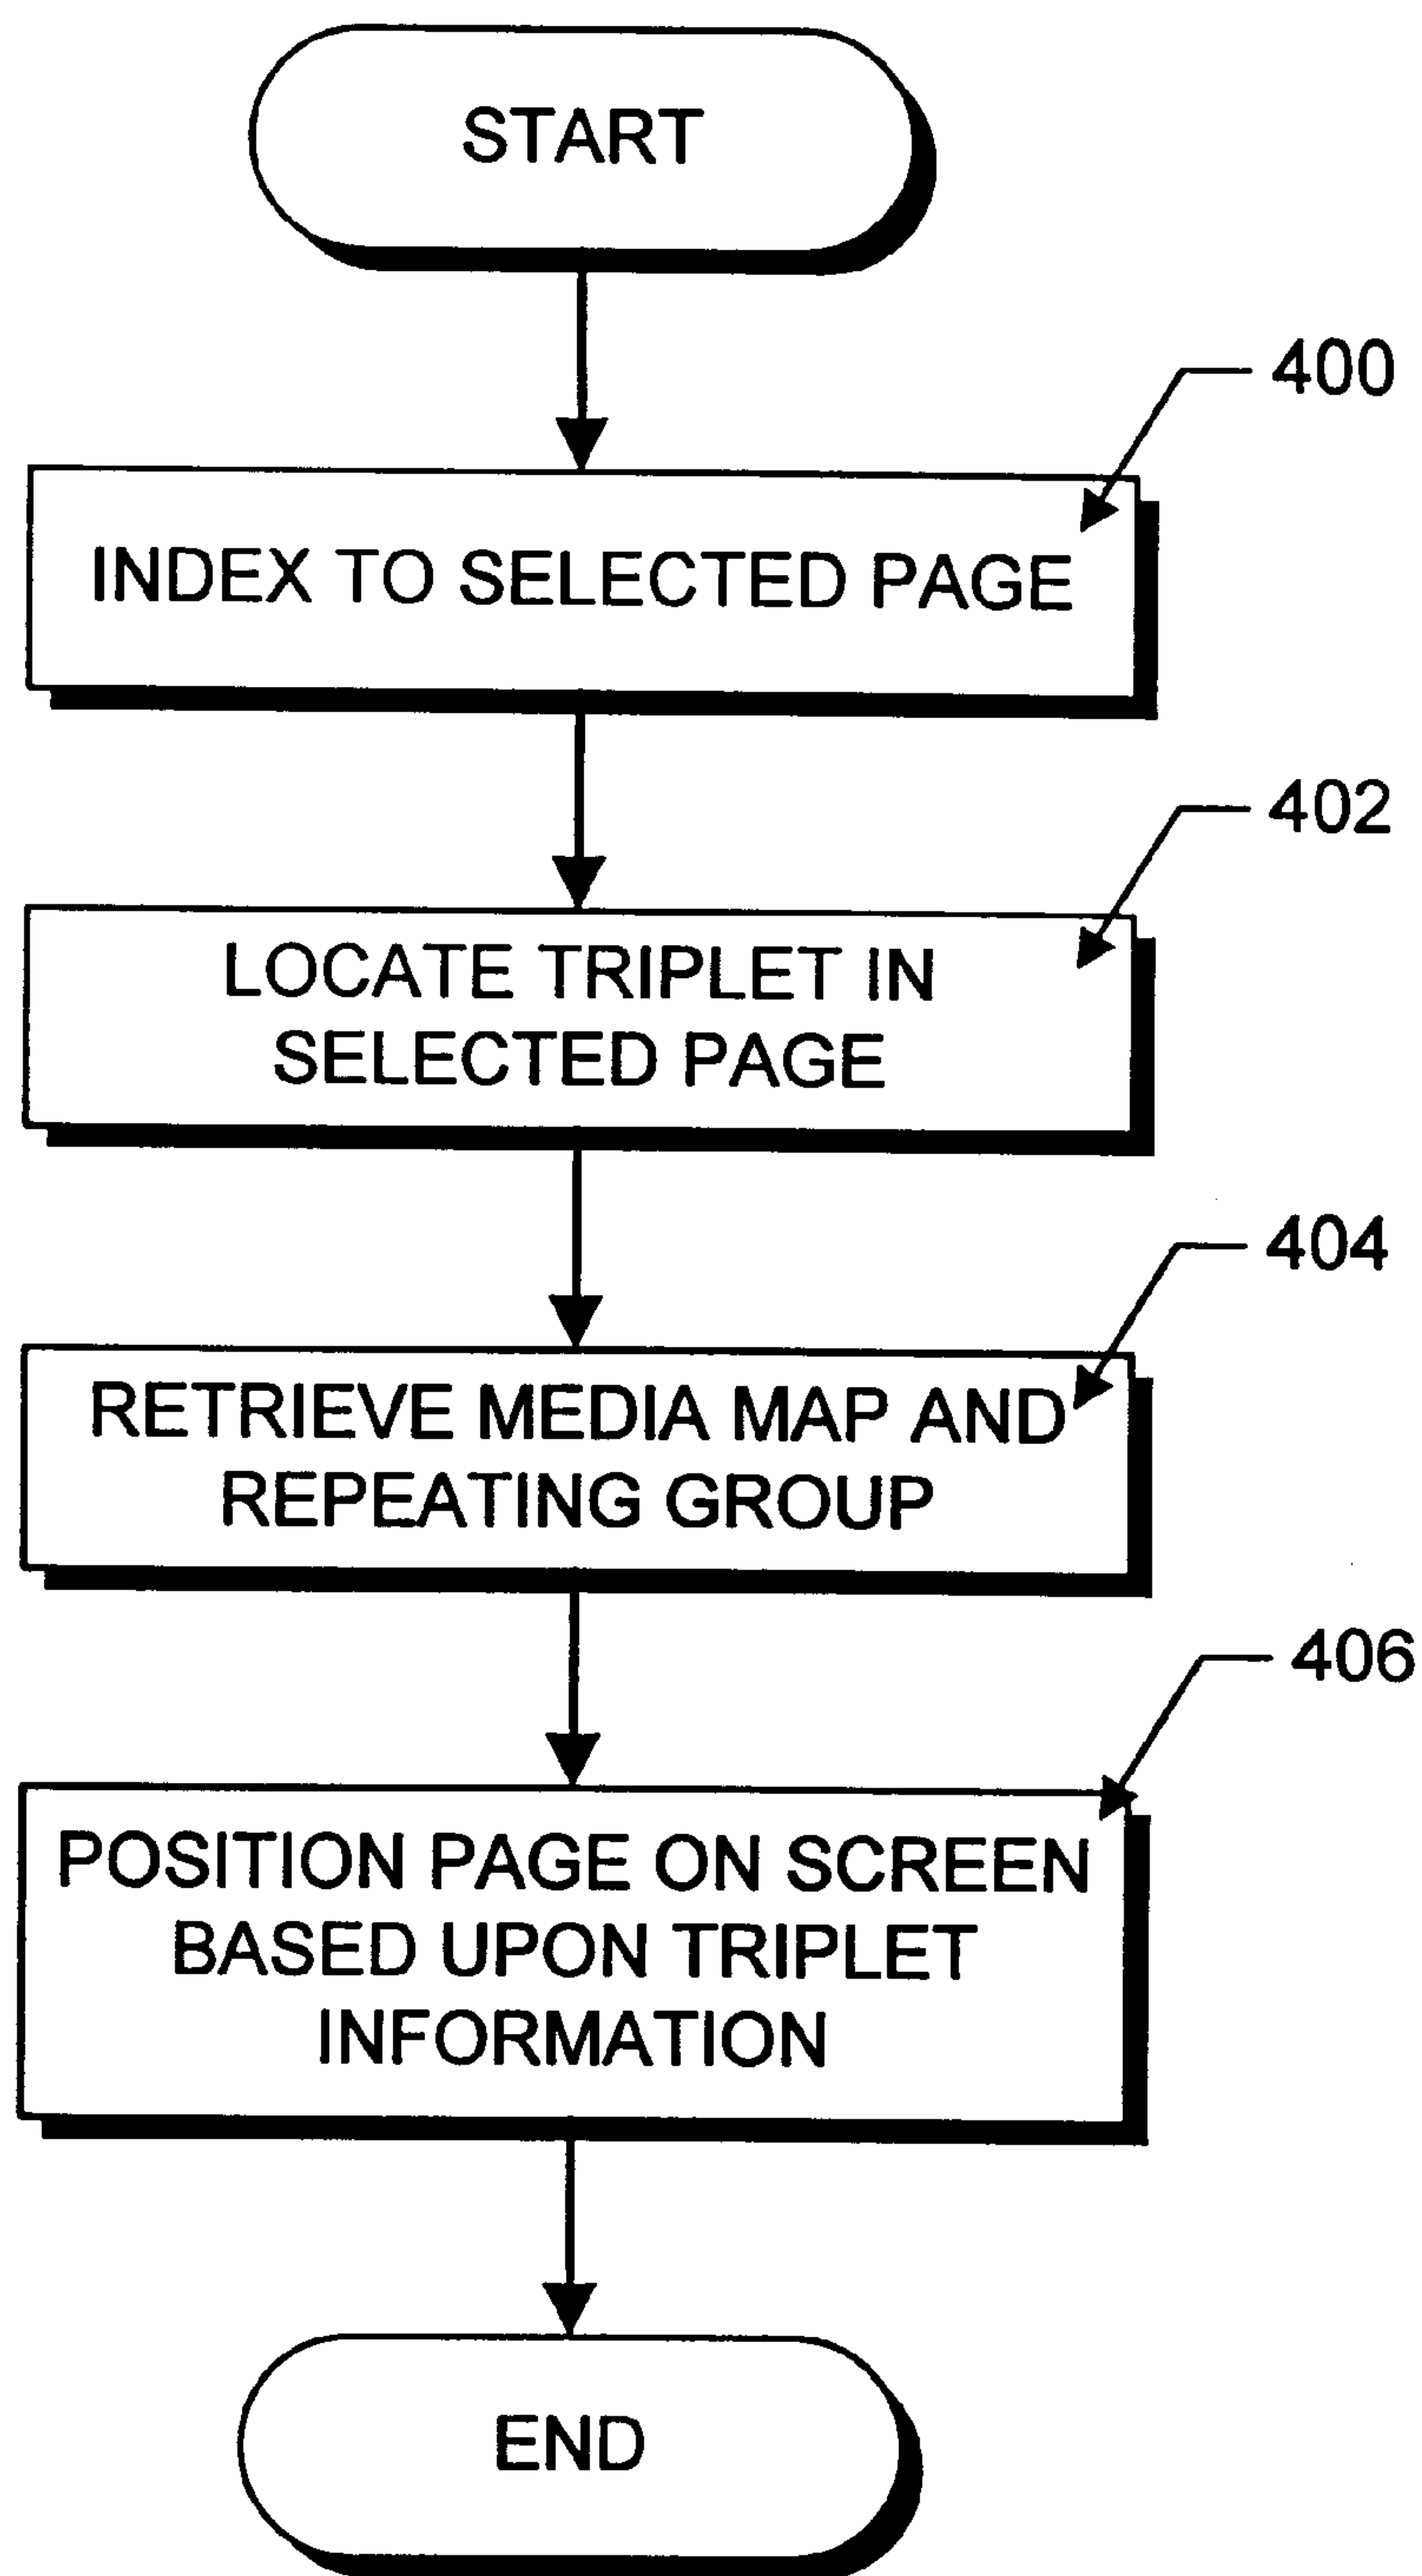 START
400
INDEX TO SELECTED PAGE
402
LOCATE TRIPLET IN
SELECTED PAGE
404
RETRIEVE MEDIA MAP AND
REPEATING GROUP
406
POSITION PAGE ON SCREEN
BASED UPON TRIPLET
INFORMATION
END